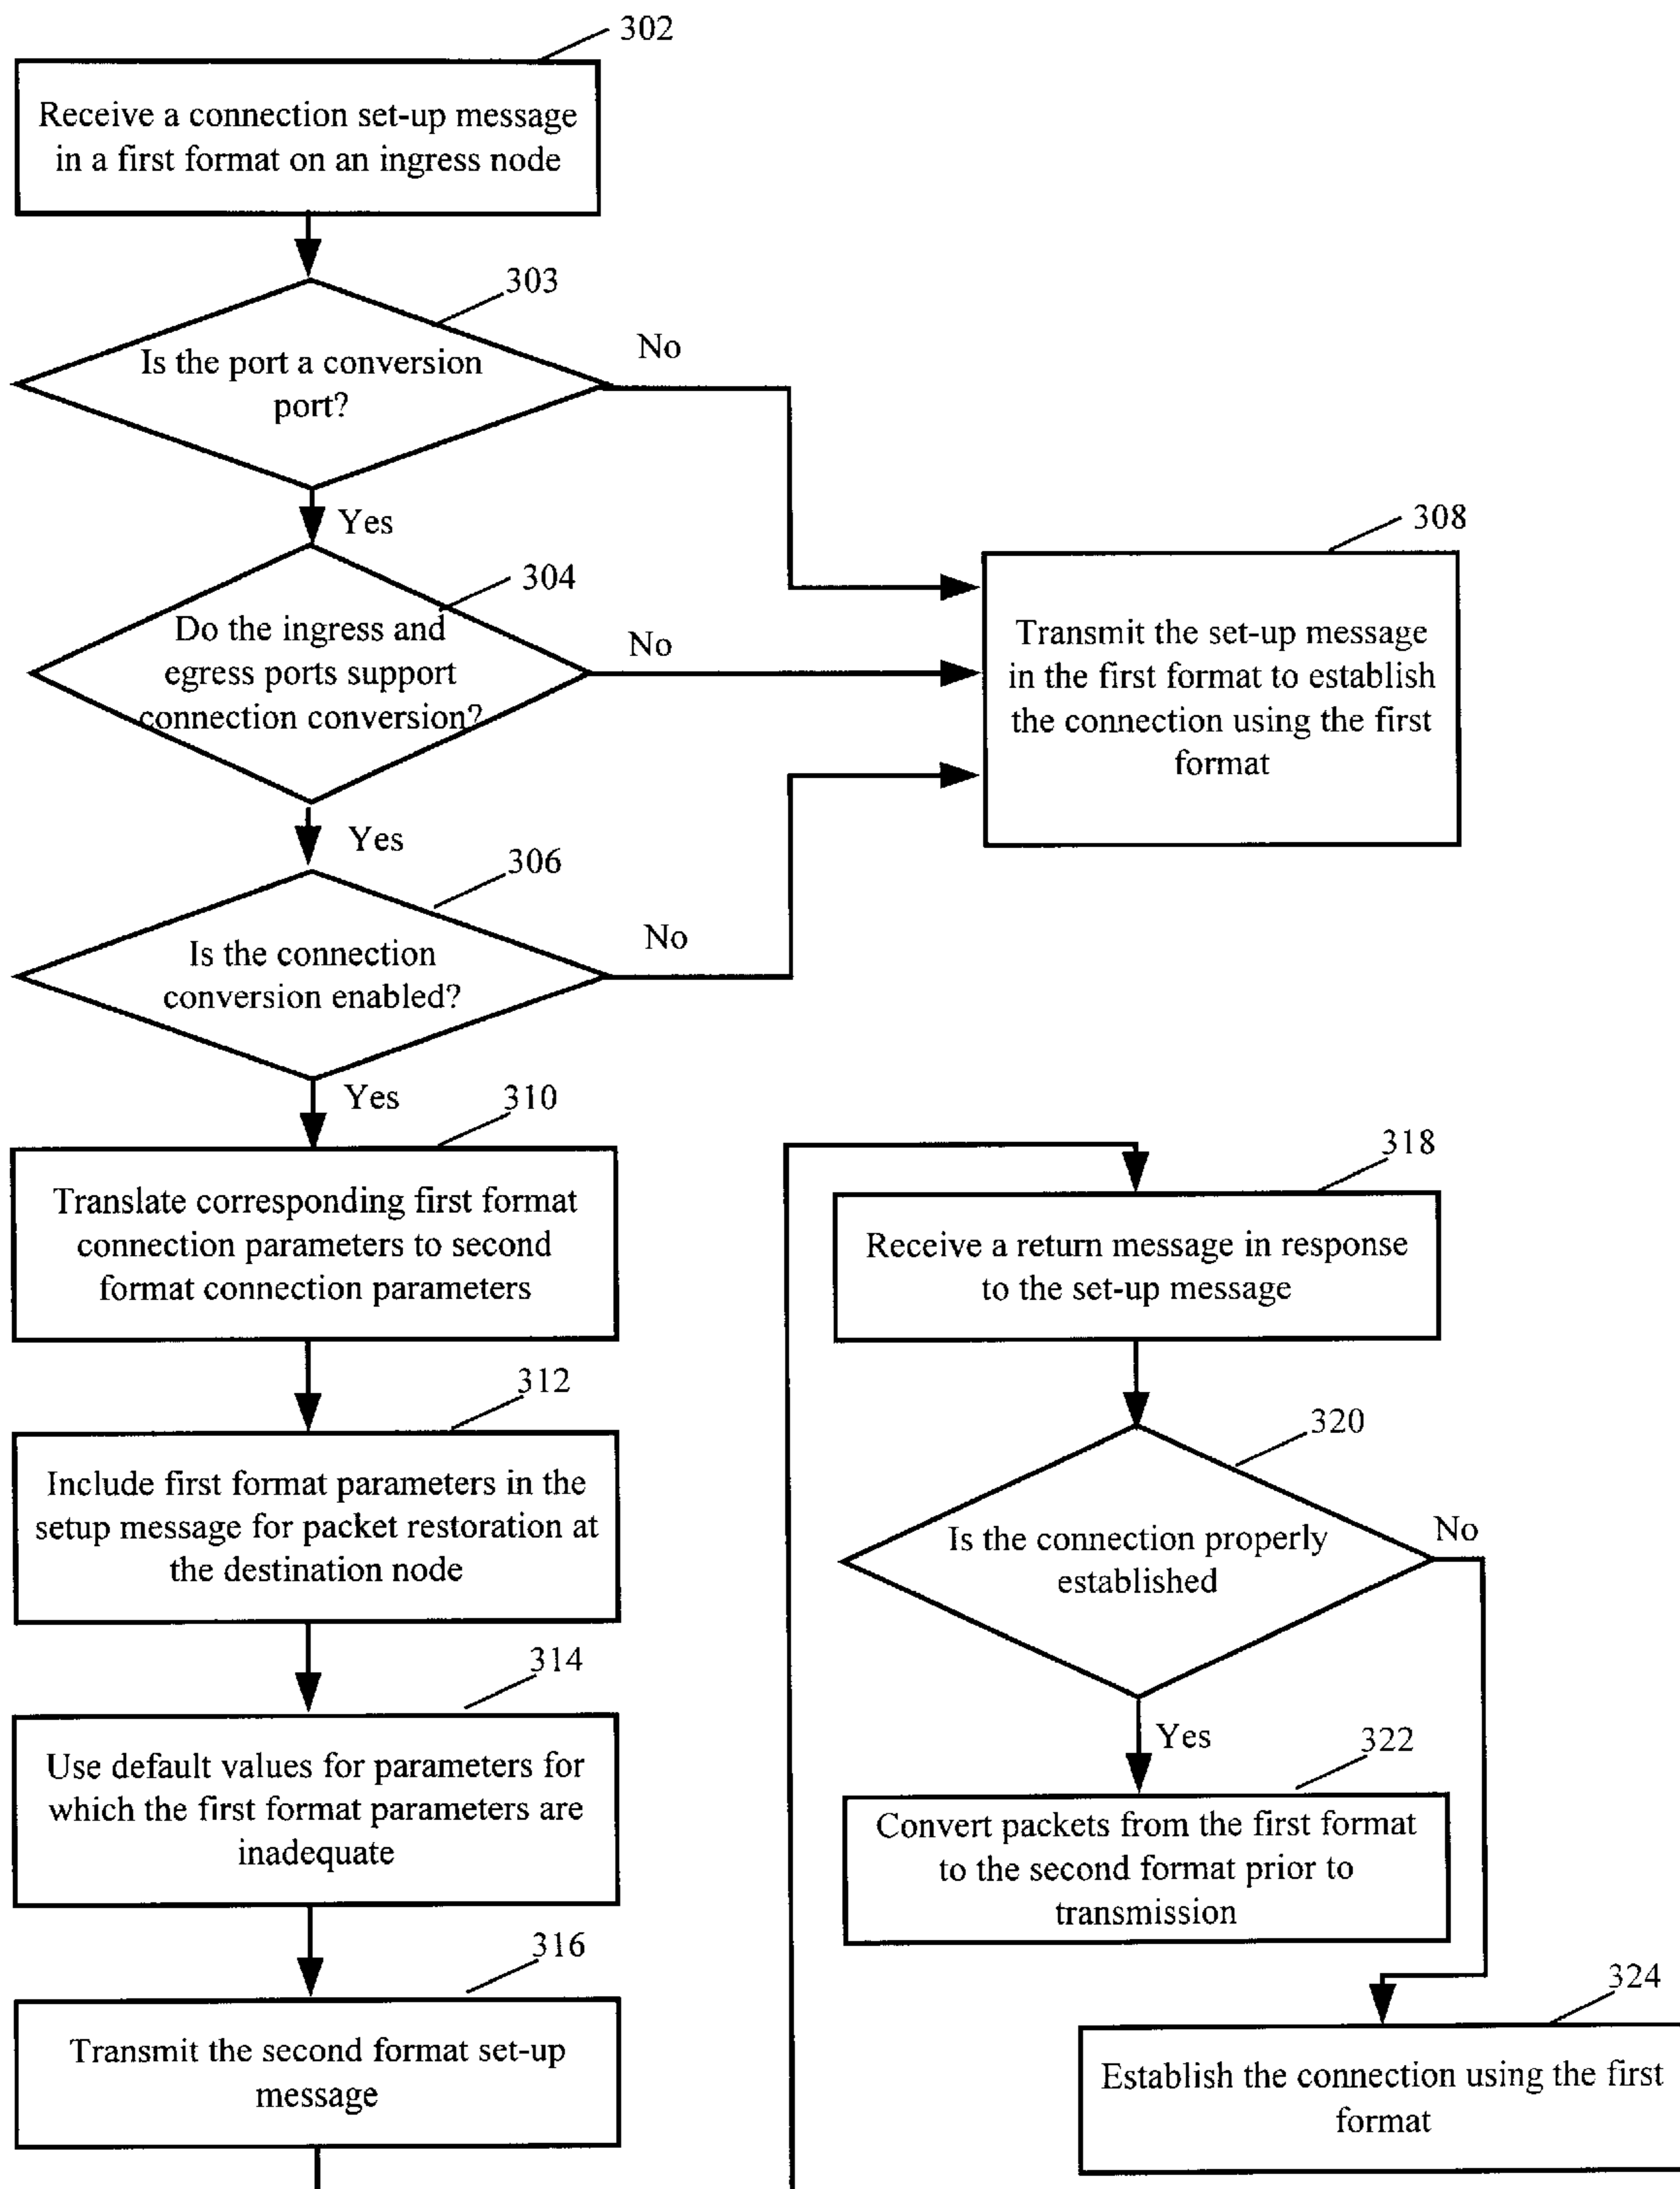 302
Receive a connection set-up message
in a first format on an ingress node
303
Is the port a conversion
port?
No
Yes
304
Do the ingress and
egress ports support
connection conversion?
No
308
Transmit the set-up message
in the first format to establish
the connection using the first
format
Yes
306
Is the connection
conversion enabled?
No
Yes
310
Translate corresponding first format
connection parameters to second
format connection parameters
312
Include first format parameters in the
setup message for packet restoration at
the destination node
314
Use default values for parameters for
which the first format parameters are
inadequate
316
Transmit the second format set-up
message
318
Receive a return message in response
to the set-up message
320
Is the connection properly
established
No
Yes
322
Convert packets from the first format
to the second format prior to
transmission
324
Establish the connection using the first
format